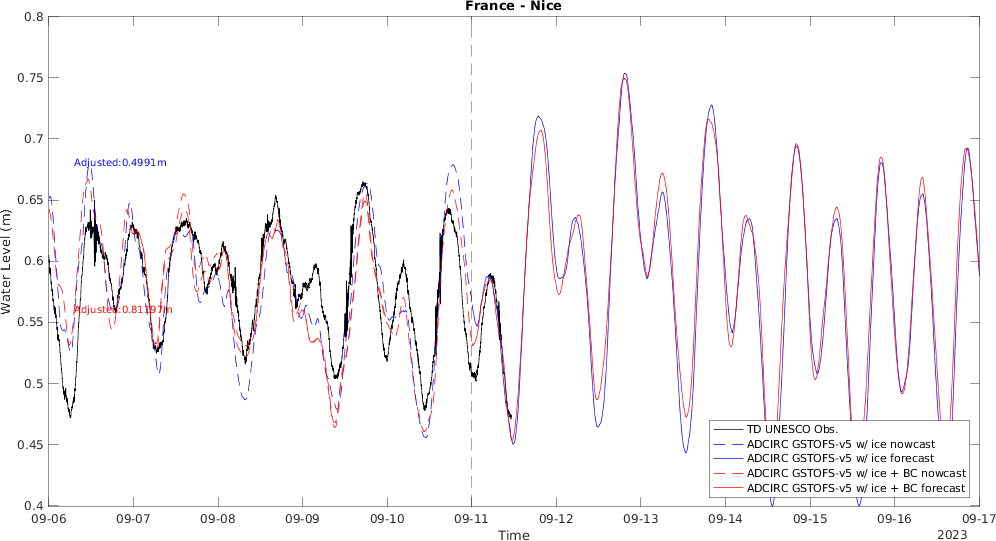 France - Nice
0.8
0.75
0.7
0.65
0.6
0.55
0.5
0.45
0.4
Water Level (m)
Adjusted:0.4991m
Adjusted:0.81197m
TD UNESCO Obs.
ADCIRC GSTOFS-v5 w/ ice nowcast
ADCIRC GSTOFS-v5 w/ ice forecast
ADCIRC GSTOFS-v5 w/ ice + BC nowcast
ADCIRC GSTOFS-v5 w/ ice + BC forecast
09-06 09-07 09-08 09-09 09-10 09-11 09-12 09-13 09-14 09-15 09-16 09-17
Time
2023